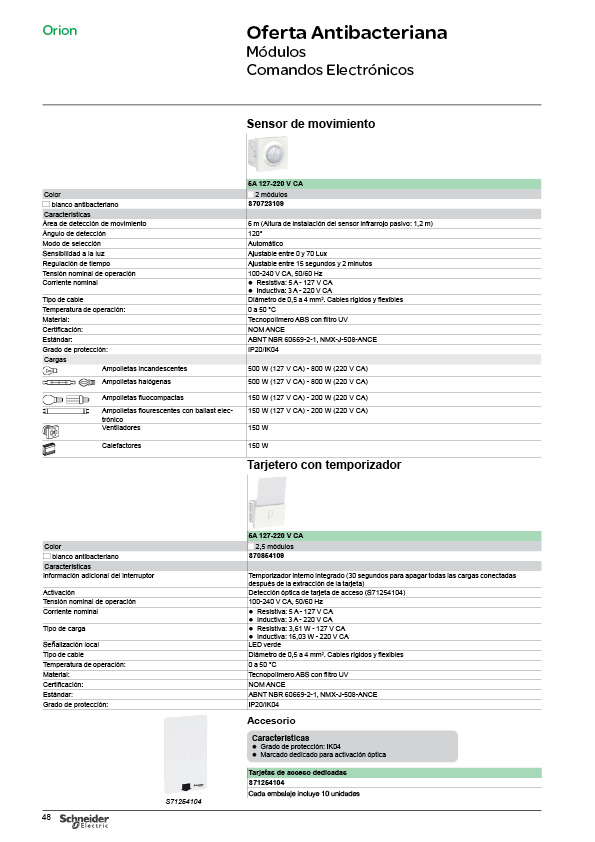 Orion
Oferta Antibacteriana
Módulos
Comandos Electrónicos
Sensor de movimiento
5A 127-220 V CA
Color 2 módulos
blanco antibacteriano S70723109
Características
Área de detección de movimiento 6 m (Altura de instalación del sensor infrarrojo pasivo: 1,2 m)
Ángulo de detección 120°
Modo de selección Automático
Sensibilidad a la luz Ajustable entre 0 y 70 Lux
Regulación de tiempo Ajustable entre 15 segundos y 2 minutos
Tensión nominal de operación 100-240 V CA, 50/60 Hz
Corriente nominal ● Resistiva: 5 A - 127 V CA
● Inductiva: 3 A - 220 V CA
Tipo de cable Diámetro de 0,5 a 4 mm². Cables rígidos y flexibles
Temperatura de operación: 0 a 50 °C
Material: Tecnopolímero ABS con filtro UV
Certificación: NOM ANCE
Estándar: ABNT NBR 60669-2-1, NMX-J-508-ANCE
Grado de protección: IP20/IK04
Cargas
Ampolletas incandescentes 500 W (127 V CA) - 800 W (220 V CA)
Ampolletas halógenas 500 W (127 V CA) - 800 W (220 V CA)
Ampolletas fluocompactas 150 W (127 V CA) - 200 W (220 V CA)
Ampolletas flourescentes con ballast elec- 150 W (127 V CA) - 200 W (220 V CA)
trónico
Ventiladores 150 W
Calefactores 150 W
Tarjetero con temporizador
5A 127-220 V CA
Color 2,5 módulos
blanco antibacteriano S70864109
Características
Información adicional del interruptor Temporizador interno integrado (30 segundos para apagar todas las cargas conectadas
después de la extracción de la tarjeta)
Activación Detección óptica de tarjeta de acceso (S71254104)
Tensión nominal de operación 100-240 V CA, 50/60 Hz
Corriente nominal ● Resistiva: 5 A - 127 V CA
● Inductiva: 3 A - 220 V CA
Tipo de carga ● Resistiva: 3,61 W - 127 V CA
● Inductiva: 16,03 W - 220 V CA
Señalización local LED verde
Tipo de cable Diámetro de 0,5 a 4 mm². Cables rígidos y flexibles
Temperatura de operación: 0 a 50 °C
Material: Tecnopolímero ABS con filtro UV
Certificación: NOM ANCE
Estándar: ABNT NBR 60669-2-1, NMX-J-508-ANCE
Grado de protección: IP20/IK04
Accesorio
Características
● Grado de protección: IK04
● Marcado dedicado para activación óptica
Tarjetas de acceso dedicadas
S71254104
Cada embalaje incluye 10 unidades
S71254104
48 Schneider
Electric